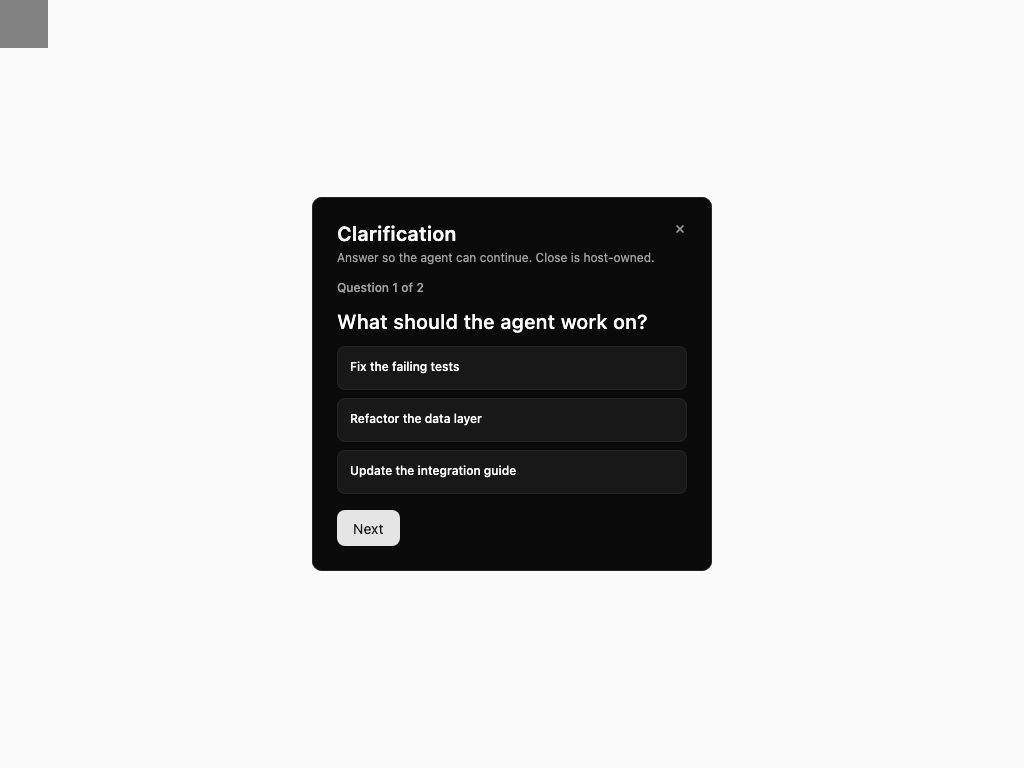 Clarification
Answer so the agent can continue. Close is host-owned.
Question 1 of 2
What should the agent work on?
Fix the failing tests
Refactor the data layer
Update the integration guide
Next